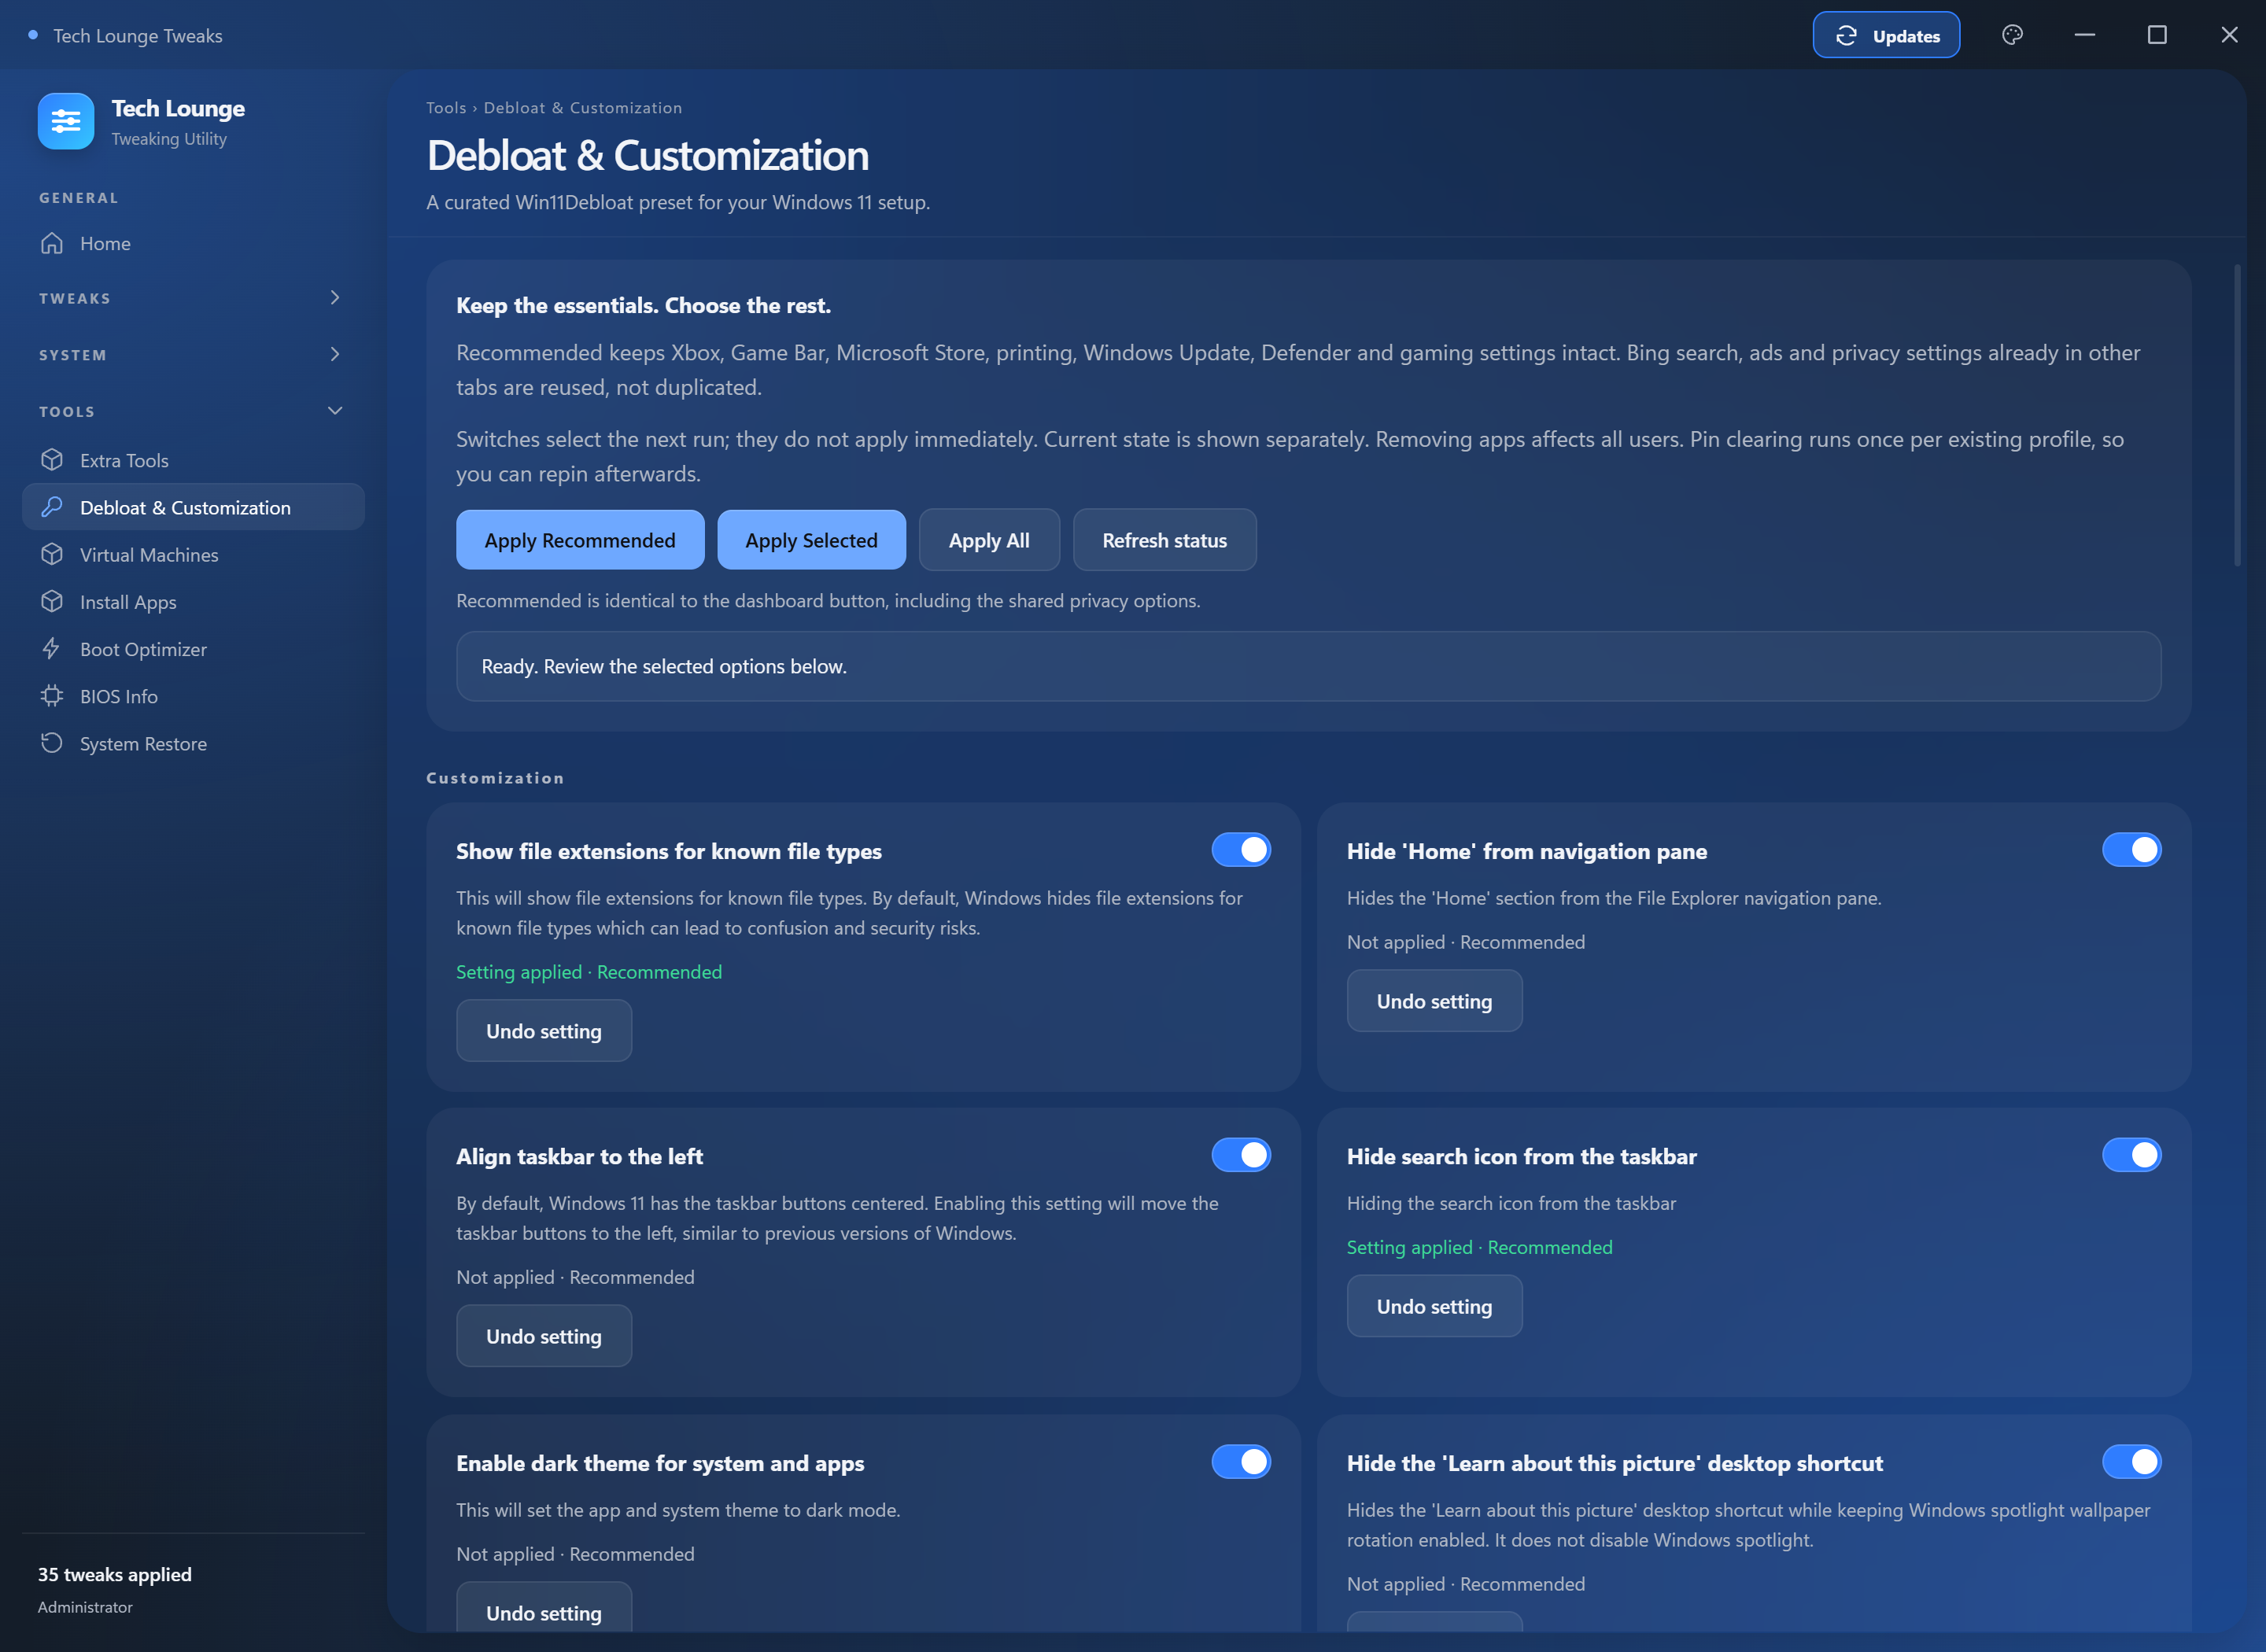 Tech Lounge Tweaks
Updates
Tech Lounge
Tweaking Utility
GENERAL
Home
TWEAKS
SYSTEM
TOOLS
Extra Tools
Debloat & Customization
Virtual Machines
Install Apps
Boot Optimizer
BIOS Info
System Restore
35 tweaks applied
Administrator
Tools › Debloat & Customization
Debloat & Customization
A curated Win11Debloat preset for your Windows 11 setup.
Keep the essentials. Choose the rest.
Recommended keeps Xbox, Game Bar, Microsoft Store, printing, Windows Update, Defender and gaming settings intact. Bing search, ads and privacy settings already in other
tabs are reused, not duplicated.
Switches select the next run; they do not apply immediately. Current state is shown separately. Removing apps affects all users. Pin clearing runs once per existing profile, so
you can repin afterwards.
Apply Recommended
Apply Selected
Apply All
Refresh status
Recommended is identical to the dashboard button, including the shared privacy options.
Ready. Review the selected options below.
Customization
Show file extensions for known file types
This will show file extensions for known file types. By default, Windows hides file extensions for
known file types which can lead to confusion and security risks.
Setting applied · Recommended
Undo setting
Hide 'Home' from navigation pane
Hides the 'Home' section from the File Explorer navigation pane.
Not applied · Recommended
Undo setting
Align taskbar to the left
By default, Windows 11 has the taskbar buttons centered. Enabling this setting will move the
taskbar buttons to the left, similar to previous versions of Windows.
Not applied · Recommended
Undo setting
Hide search icon from the taskbar
Hiding the search icon from the taskbar
Setting applied · Recommended
Undo setting
Enable dark theme for system and apps
This will set the app and system theme to dark mode.
Not applied · Recommended
Undo setting
Hide the 'Learn about this picture' desktop shortcut
Hides the 'Learn about this picture' desktop shortcut while keeping Windows spotlight wallpaper
rotation enabled. It does not disable Windows spotlight.
Not applied · Recommended